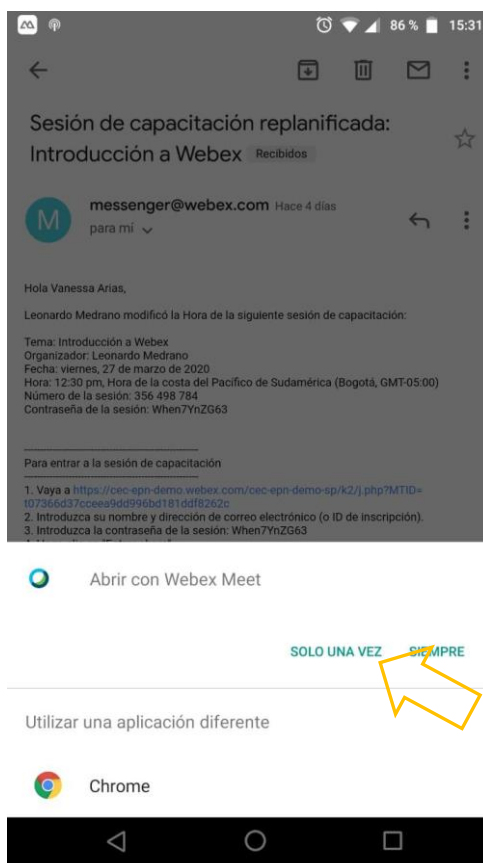 86 % 15:31
Sesión de capacitación replanificada:
Introducción a Webex Recibidos
M
messenger@webex.com Hace 4 días
para mí
Hola Vanessa Arias,
Leonardo Medrano modificó la Hora de la siguiente sesión de capacitación:
Tema: Introducción a Webex
Organizador: Leonardo Medrano
Fecha: viernes, 27 de marzo de 2020
Hora: 12:30 pm, Hora de la costa del Pacífico de Sudamérica (Bogotá, GMT-05:00)
Número de la sesión: 356 498 784
Contraseña de la sesión: When7YnZG63
Para entrar a la sesión de capacitación
1. Vaya a https://cec-epn-demo.webex.com/cec-epn-demo-sp/k2/j.php?MTID=
t07366d37cceea9dd996bd181ddf8262c
2. Introduzca su nombre y dirección de correo electrónico (o ID de inscripción).
3. Introduzca la contraseña de la sesión: When7YnZG63
Abrir con Webex Meet
SOLO UNA VEZ SIEMPRE
Utilizar una aplicación diferente
Chrome